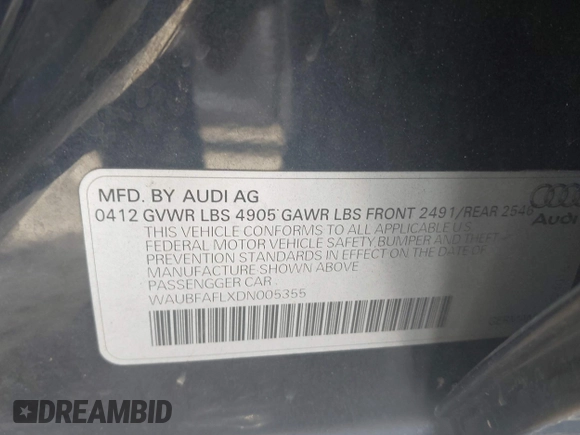 MFD. BY AUDI AG
0412 GVWR LBS 4905 GAWR LBS FRONT 2491/REAR 2546
THIS VEHICLE CONFORMS TO ALL APPLICABLE U.S.
FEDERAL MOTOR VEHICLE SAFETY, BUMPER AND THEFT
PREVENTION STANDARDS IN EFFECT ON THE DATE OF
MANUFACTURE SHOWN ABOVE
PASSENGGER CAR
WAUBFAFLXDN005355
Audi
DREAMBID